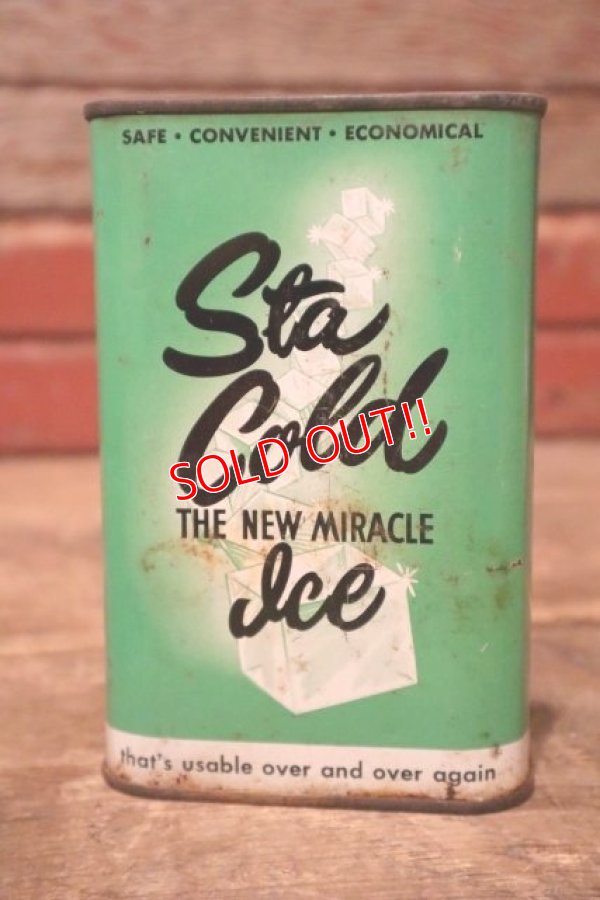 SAFE • CONVENIENT • ECONOMICAL
Sta
Cold
SOLD OUT!!
THE NEW MIRACLE
Ice
that's usable over and over again